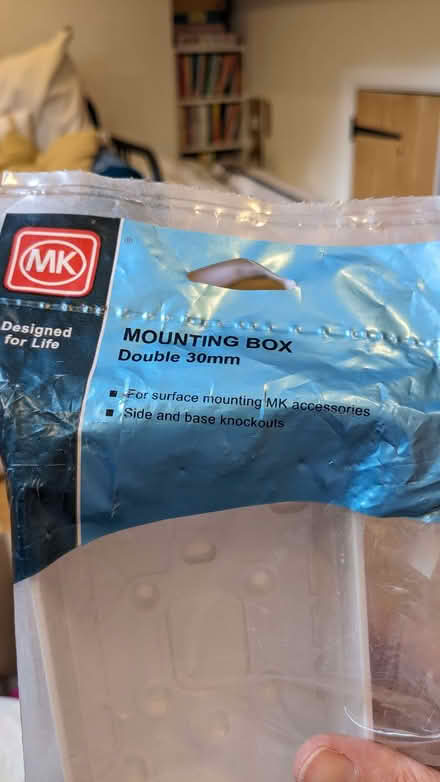 MK
®
Designed
for Life
MOUNTING BOX
Double 30mm
▪ For surface mounting MK accessories
▪ Side and base knockouts